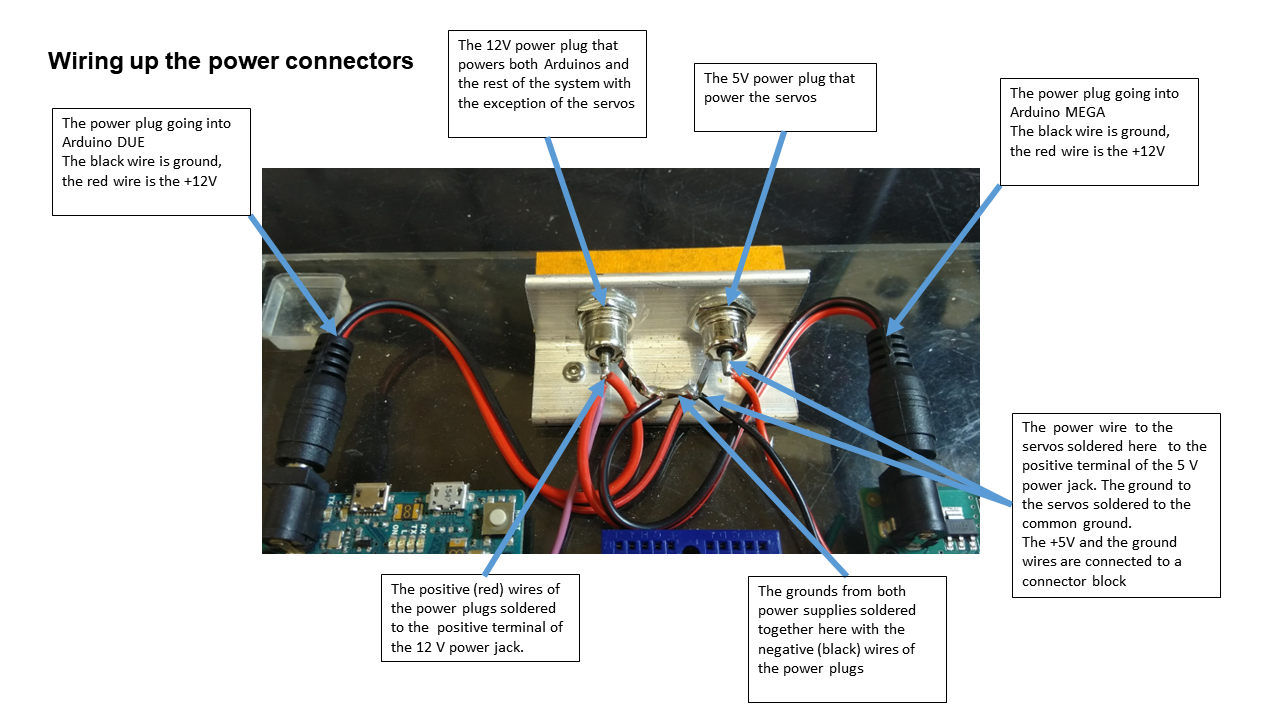 Wiring up the power connectors
The 12V power plug that
powers both Arduinos and
the rest of the system with
the exception of the servos
The 5V power plug that
power the servos
The power plug going into
Arduino MEGA
The black wire is ground,
the red wire is the +12V
The power plug going into
Arduino DUE
The black wire is ground,
the red wire is the +12V
The power wire to the
servos soldered here to the
positive terminal of the 5 V
power jack. The ground to
the servos soldered to the
common ground.
The +5V and the ground
wires are connected to a
connector block
The positive (red) wires of
the power plugs soldered
to the positive terminal of
the 12 V power jack.
The grounds from both
power supplies soldered
together here with the
negative (black) wires of
the power plugs
ON
L
TX
RX